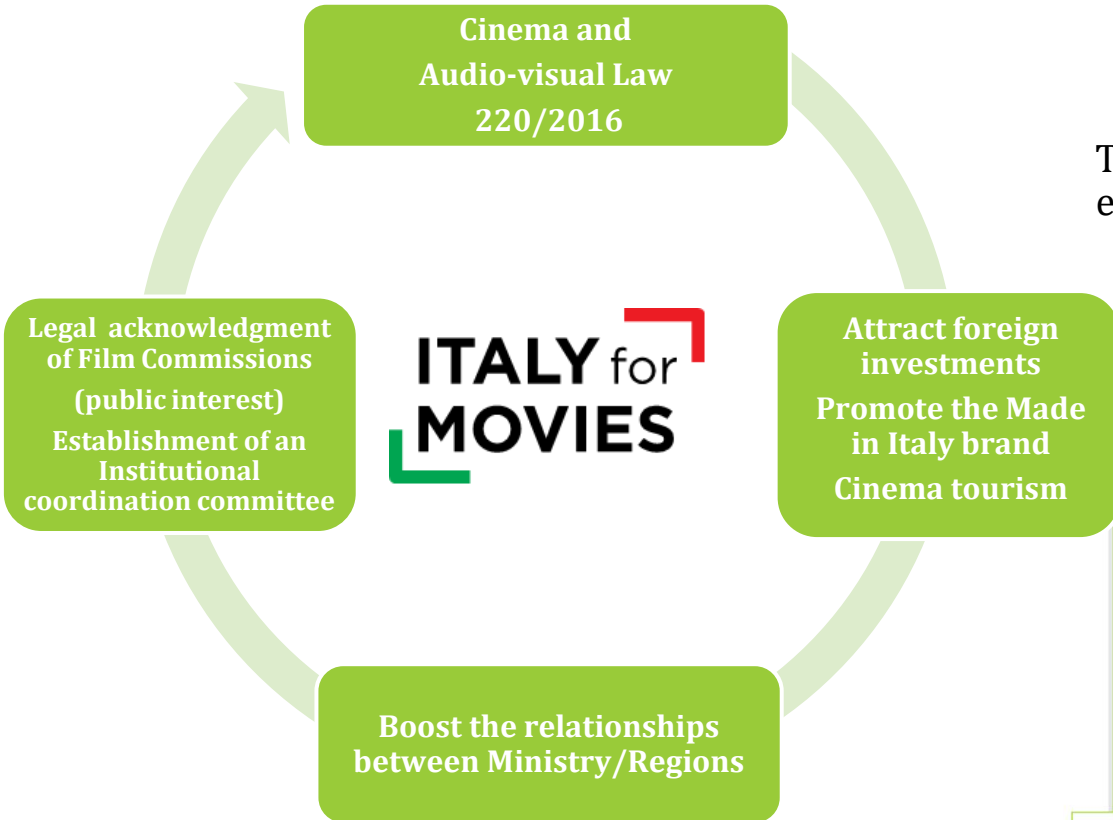 Cinema and
Audio-visual Law
220/2016
T
e
Legal acknowledgment
of Film Commissions
(public interest)
Establishment of an
Institutional
coordination committee
ITALY for
MOVIES
Attract foreign
investments
Promote the Made
in Italy brand
Cinema tourism
Boost the relationships
between Ministry/Regions